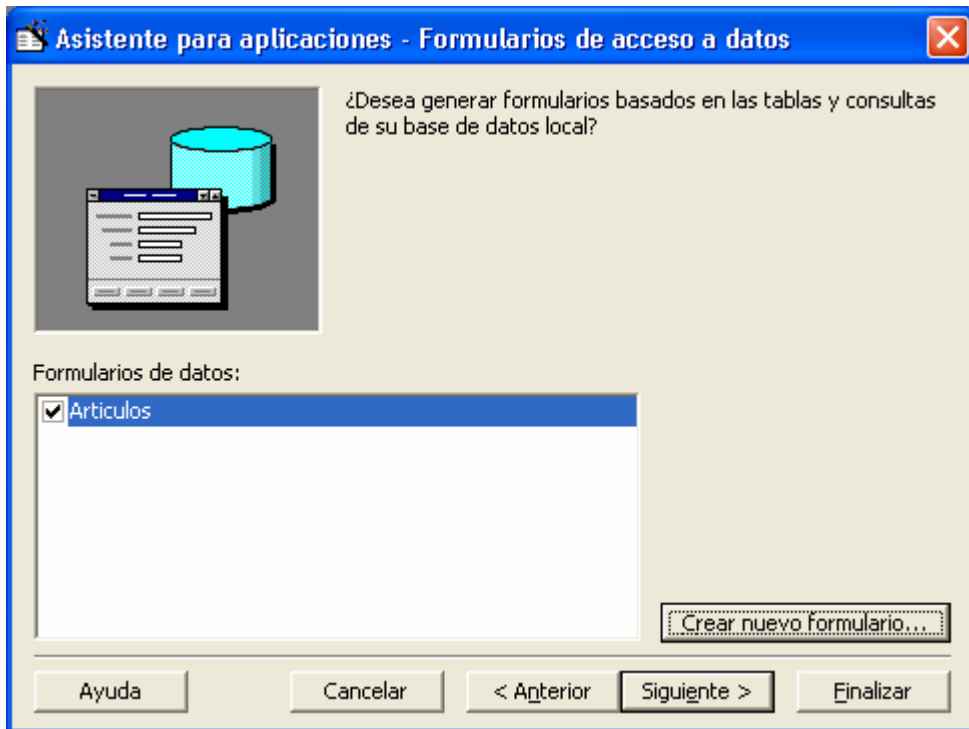 Asistente para aplicaciones - Formularios de acceso a datos
¿Desea generar formularios basados en las tablas y consultas
de su base de datos local?
Formularios de datos:
Articulos
Crear nuevo formulario...
Ayuda
Cancelar
< Anterior
Siguiente >
Finalizar